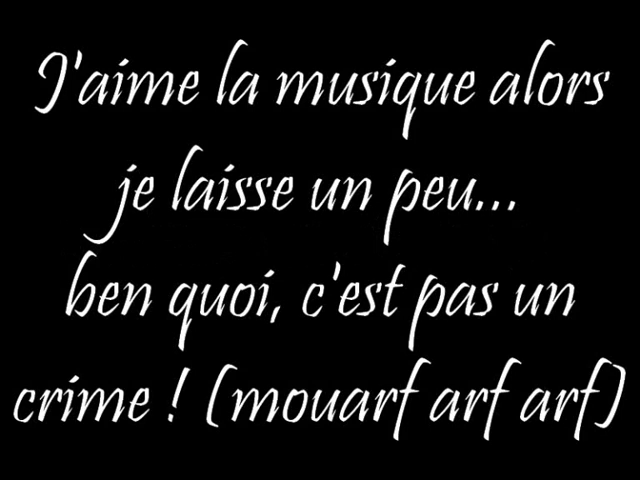 J'aime la musique alors
je laisse un peu...
ben quoi, c'est pas un
crime ! (mouarf arf arf)